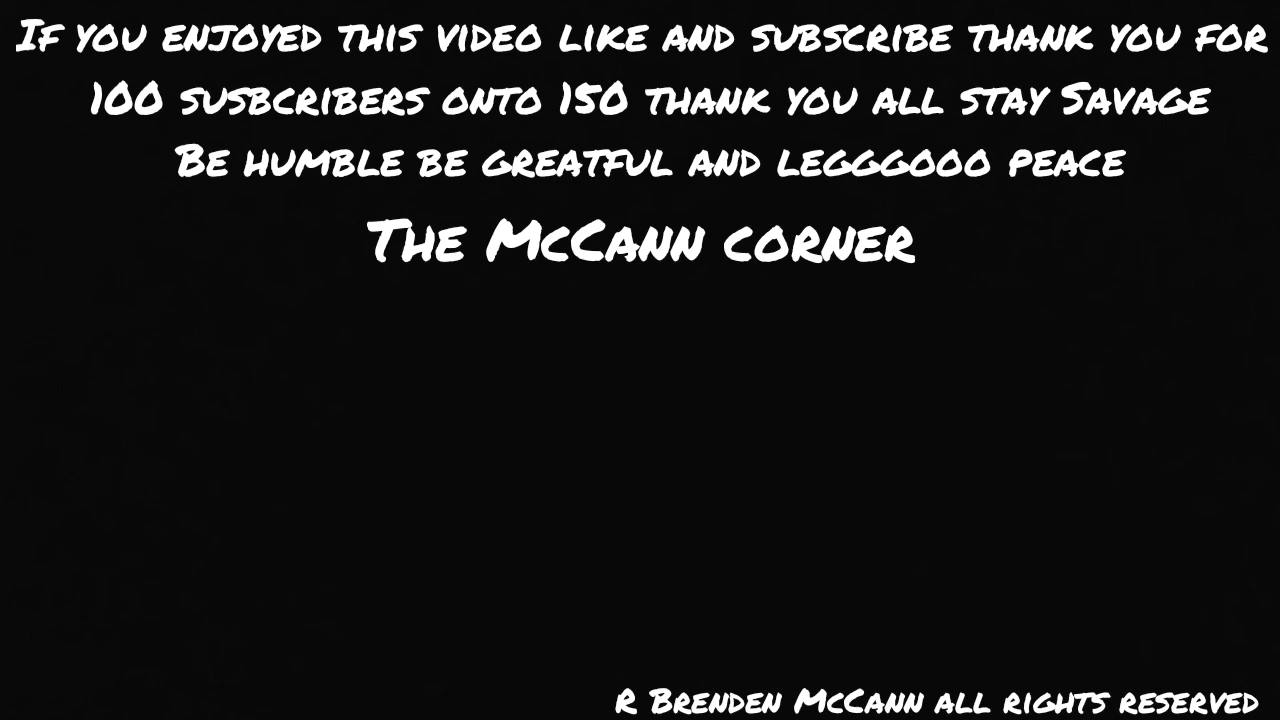 If you enjoyed this video like and subscribe thank you for
100 susbcribers onto 150 thank you all stay Savage
Be humble be greatful and legggooo peace
The McCann corner
R Brenden McCann all rights reserved